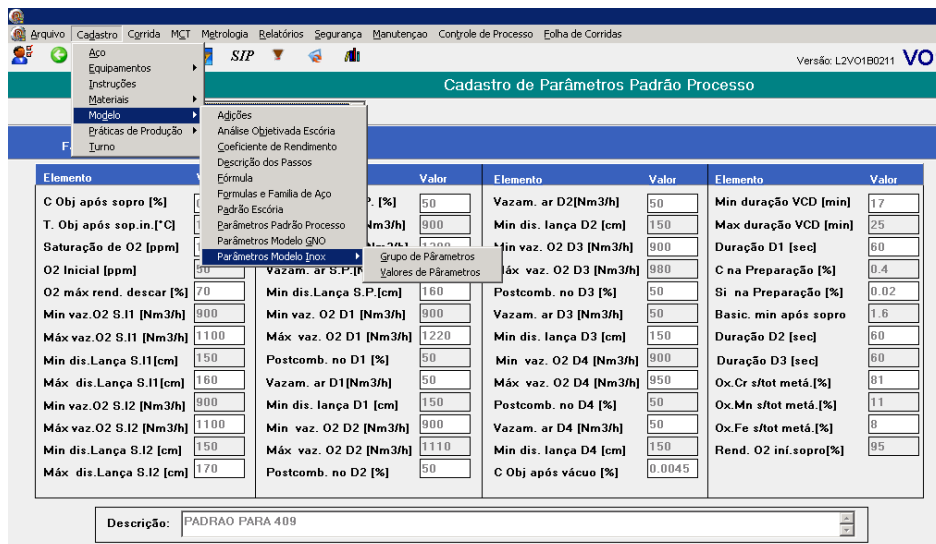 Arquivo Cadastro Corrida MCT Metrologia Relatórios Segurança Manutençao Controle de Processo Folha de Corridas
SIP
Versão: L2VO1B0211 VO
Aço
Equipamentos
Instruções
Materiais
Modelo
Práticas de Produção
Turno
Cadastro de Parâmetros Padrão Processo
Adições
Análise Objetivada Escória
Coeficiente de Rendimento
Descrição dos Passos
Fórmula
Formulas e Familia de Aço
Padrão Escória
Parâmetros Padrão Processo
Parâmetros Modelo GNO
Parâmetros Modelo Inox
Grupo de Pârametros
Valores de Pârametros
Elemento
C Obj após sopro [%]
T. Obj após sop.in.[°C]
Saturação de O2 [ppm]
O2 Inicial [ppm] 50
O2 máx rend. descar [%] 70
Min vaz.O2 S.I1 [Nm3/h] 900
Máx vaz.O2 S.I1 [Nm3/h] 1100
Min dis.Lança S.I1[cm] 150
Máx dis.Lança S.I1[cm] 160
Min vaz.O2 S.I2 [Nm3/h] 900
Máx vaz.O2 S.I2 [Nm3/h] 1100
Min dis.Lança S.I2 [cm] 150
Máx dis.Lança S.I2 [cm] 170
Valor
[%] 50
900
Vazam. ar S.P.
Min dis.Lança S.P.[cm] 160
Min vaz. O2 D1 [Nm3/h] 900
Máx vaz. O2 D1 [Nm3/h] 1220
Postcomb. no D1 [%] 50
Vazam. ar D1[Nm3/h] 50
Min dis. lança D1 [cm] 150
Min vaz. O2 D2 [Nm3/h] 900
Máx vaz. O2 D2 [Nm3/h] 1110
Postcomb. no D2 [%] 50
Elemento Valor
Vazam. ar D2[Nm3/h] 50
Min dis. lança D2 [cm] 150
Min vaz. O2 D3 [Nm3/h] 900
Máx vaz. O2 D3 [Nm3/h] 980
Postcomb. no D3 [%] 50
Vazam. ar D3 [Nm3/h] 50
Min dis. lança D3 [cm] 150
Min vaz. O2 D4 [Nm3/h] 900
Máx vaz. O2 D4 [Nm3/h] 950
Postcomb. no D4 [%] 50
Vazam. ar D4 [Nm3/h] 50
Min dis. lança D4 [cm] 150
C Obj após vácuo [%] 0.0045
Elemento Valor
Min duração VCD [min] 17
Max duração VCD [min] 25
Duração D1 [sec] 60
C na Preparação [%] 0.4
Si na Preparação [%] 0.02
Basic. min após sopro 1.6
Duração D2 [sec] 60
Duração D3 [sec] 60
Ox.Cr s/tot metá.[%] 81
Ox.Mn s/tot metá.[%] 11
Ox.Fe s/tot metá.[%] 8
Rend. O2 iní.sopro[%] 95
Descrição: PADRAO PARA 409